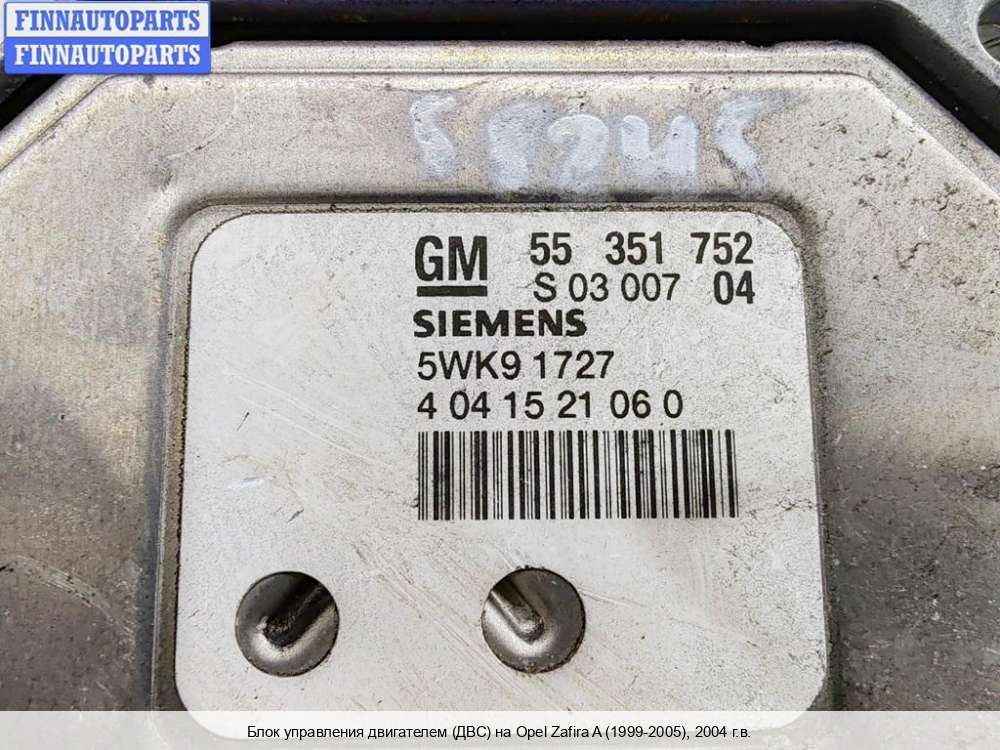 FINNAUTOPARTS
FINNAUTOPARTS
GM 55 351 752
S 03 007 04
SIEMENS
5WK9 1727
4 04 15 21 06 0
Блок управления двигателем (ДВС) на Opel Zafira A (1999-2005), 2004 г.в.